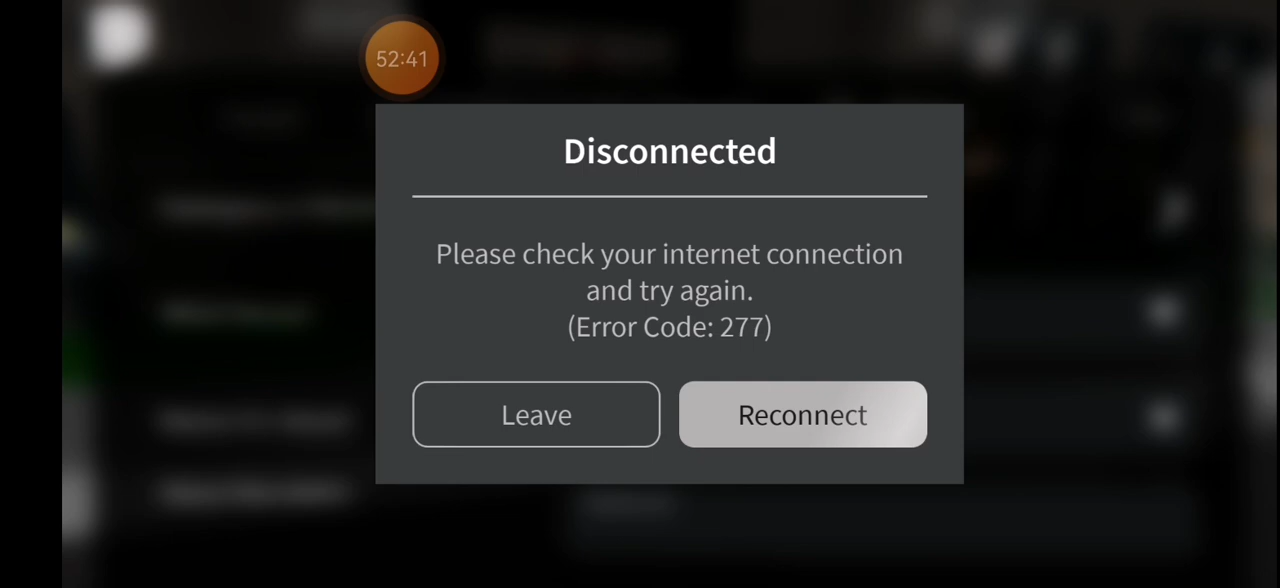 52:41
Disconnected
Please check your internet connection
and try again.
(Error Code: 277)
Leave
Reconnect